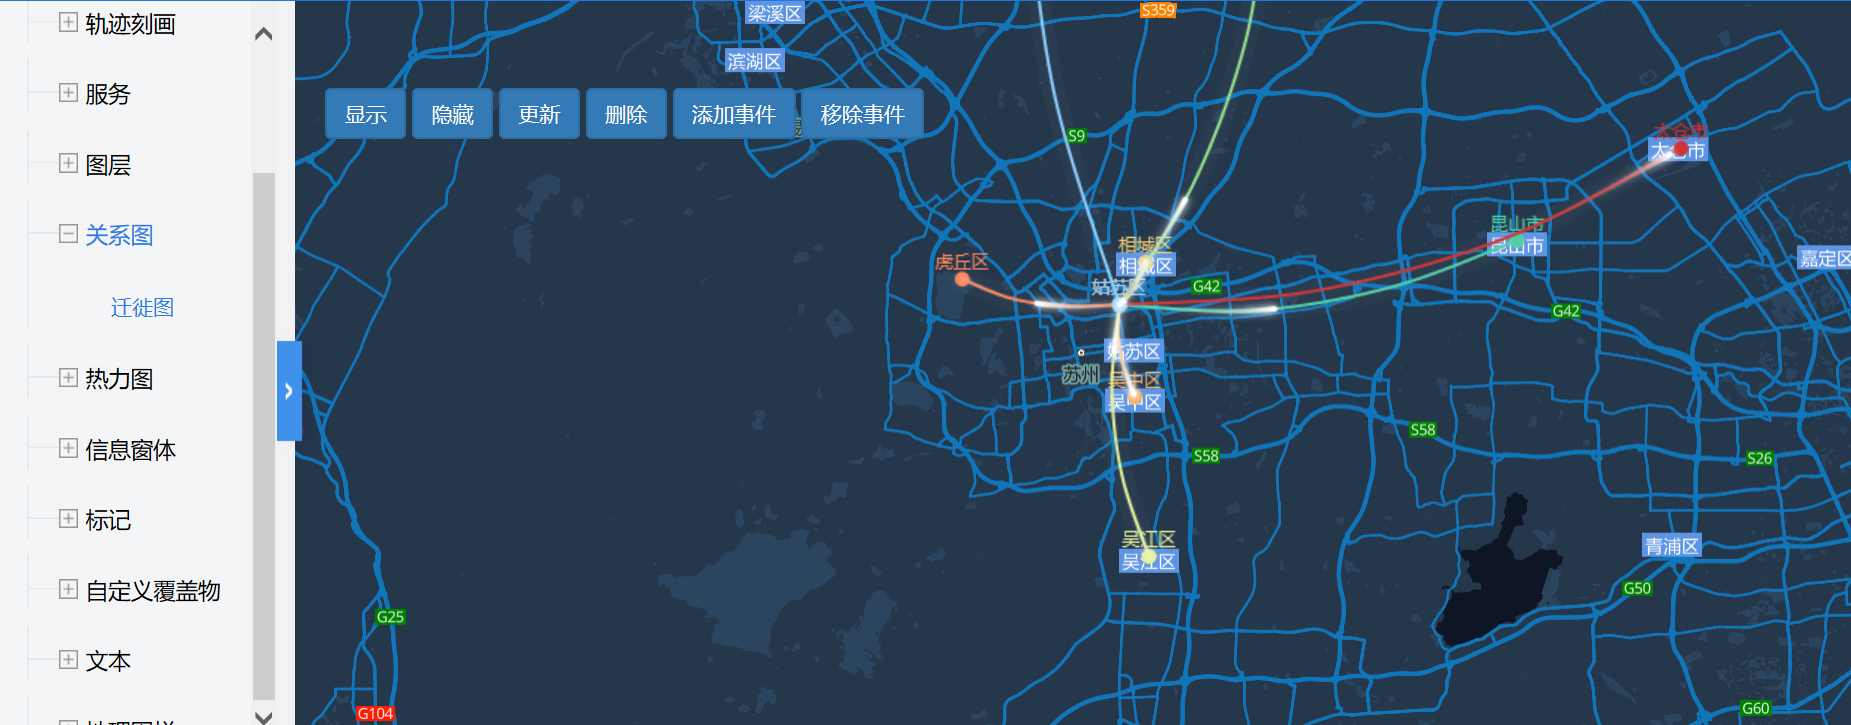 轨迹刻画
服务
图层
关系图
迁徙图
热力图
信息窗体
标记
自定义覆盖物
文本
显示
隐藏
更新
删除
添加事件
移除事件
梁溪区
S359
滨湖区
S9
太仓市
太仓市
昆山市
昆山市
嘉定区
相城区
相城区
虎丘区
姑苏区
G42
G42
姑苏区
苏州
吴中区
吴中区
S58
S58
S26
吴江区
吴江区
青浦区
G50
G25
G104
G60